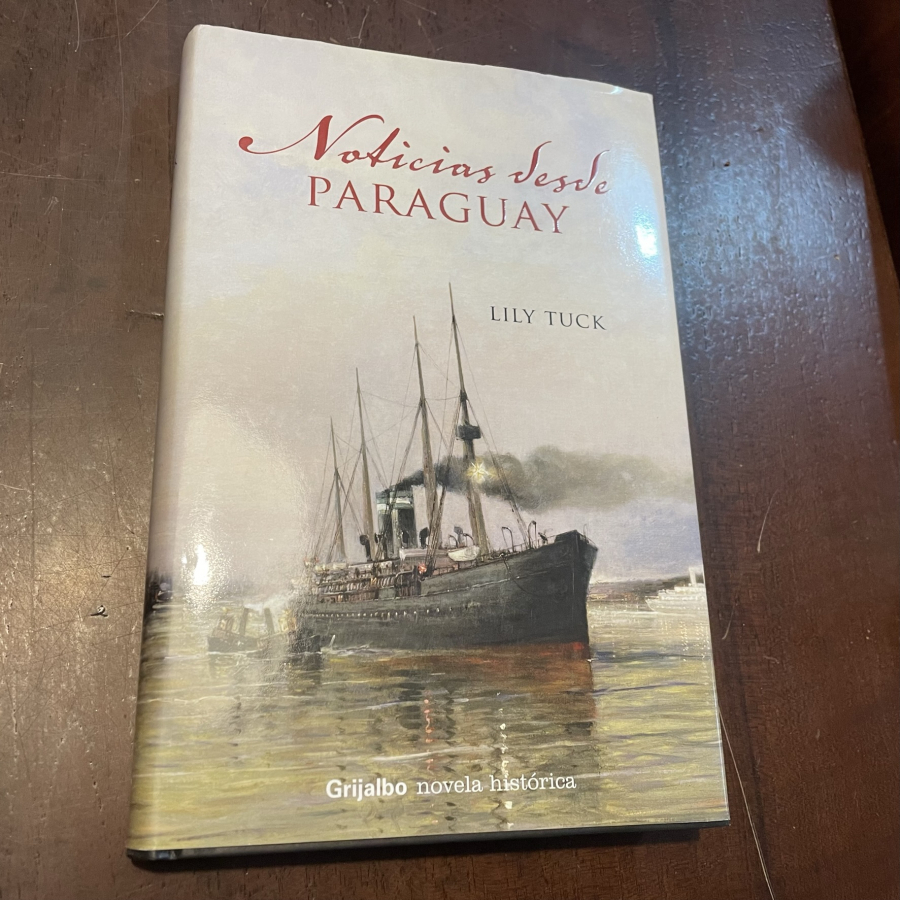 Noticias desde
PARAGUAY
LILY TUCK
Grijalbo novela histórica